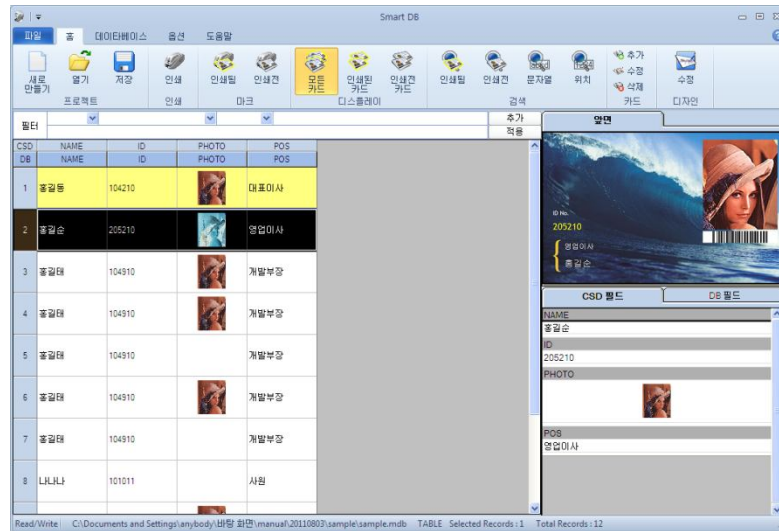 Smart DB
파일 홈 데이타베이스 옵션 도움말
새로 만들기 열기 저장 인쇄 인쇄됨 인쇄전 모든 카드 인쇄된 카드 인쇄전 카드 인쇄됨 인쇄전 문자열 위치 추가 수정 삭제 수정
프로젝트 인쇄 마크 디스플레이 검색 카드 디자인
필터 추가
적용
앞면
CSD NAME ID PHOTO POS
DB NAME ID PHOTO POS
1 홍길동 104210 대표이사
2 홍길순 205210 영업이사
3 홍길태 104910 개발부장
4 홍길태 104910 개발부장
5 홍길태 104910 개발부장
6 홍길태 104910 개발부장
7 홍길태 104910 개발부장
8 나나나 101011 사원
ID No.
205210
영업이사
홍길순
CSD 필드 DB 필드
NAME
홍길순
ID
205210
PHOTO
POS
영업이사
Read/Write C:\Documents and Settings\anybody\바탕 화면\manual\20110803\sample\sample.mdb TABLE Selected Records : 1 Total Records : 12